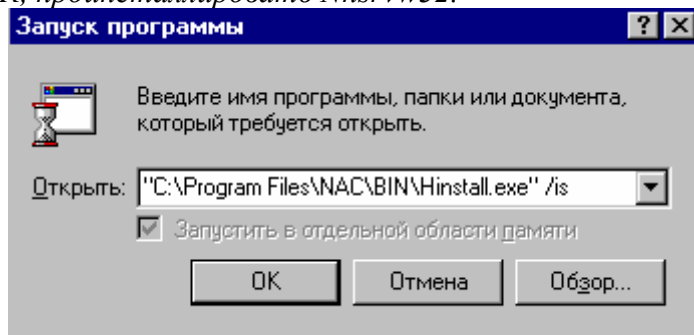 проинсталлировать
Запуск программы
Введите имя программы, папки или документа,
который требуется открыть.
Открыть: "C:\Program Files\NAC\BIN\Hinstall.exe" /is
Запустить в отдельной области памяти
OK Отмена Обзор...